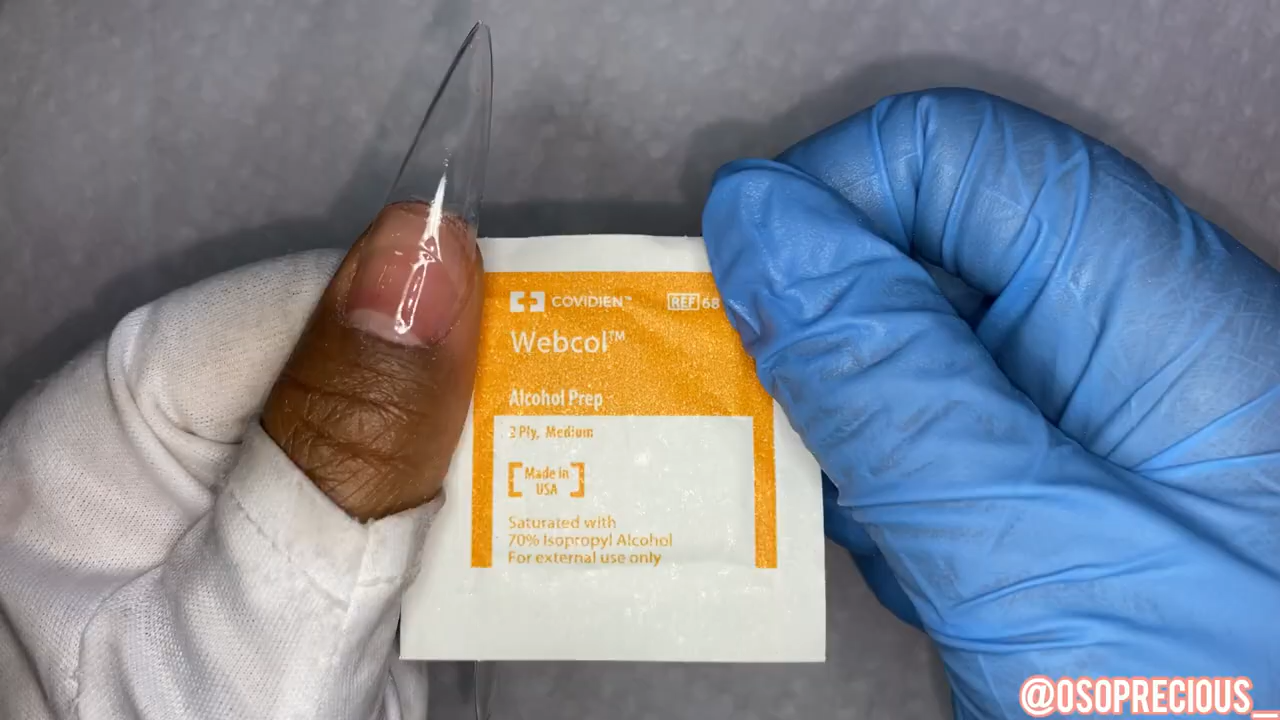 COVIDIEN™ REF 68
Webcol™
Alcohol Prep
2 Ply, Medium
Made in
USA
Saturated with
70% Isopropyl Alcohol
For external use only
@OSOPRECIOUS_